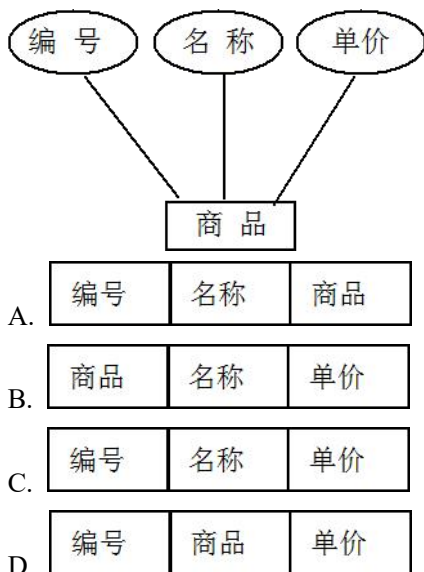 编 号 名 称 单价
商 品
A. 编号 名称 商品
B. 商品 名称 单价
C. 编号 名称 单价
D 编号 商品 单价